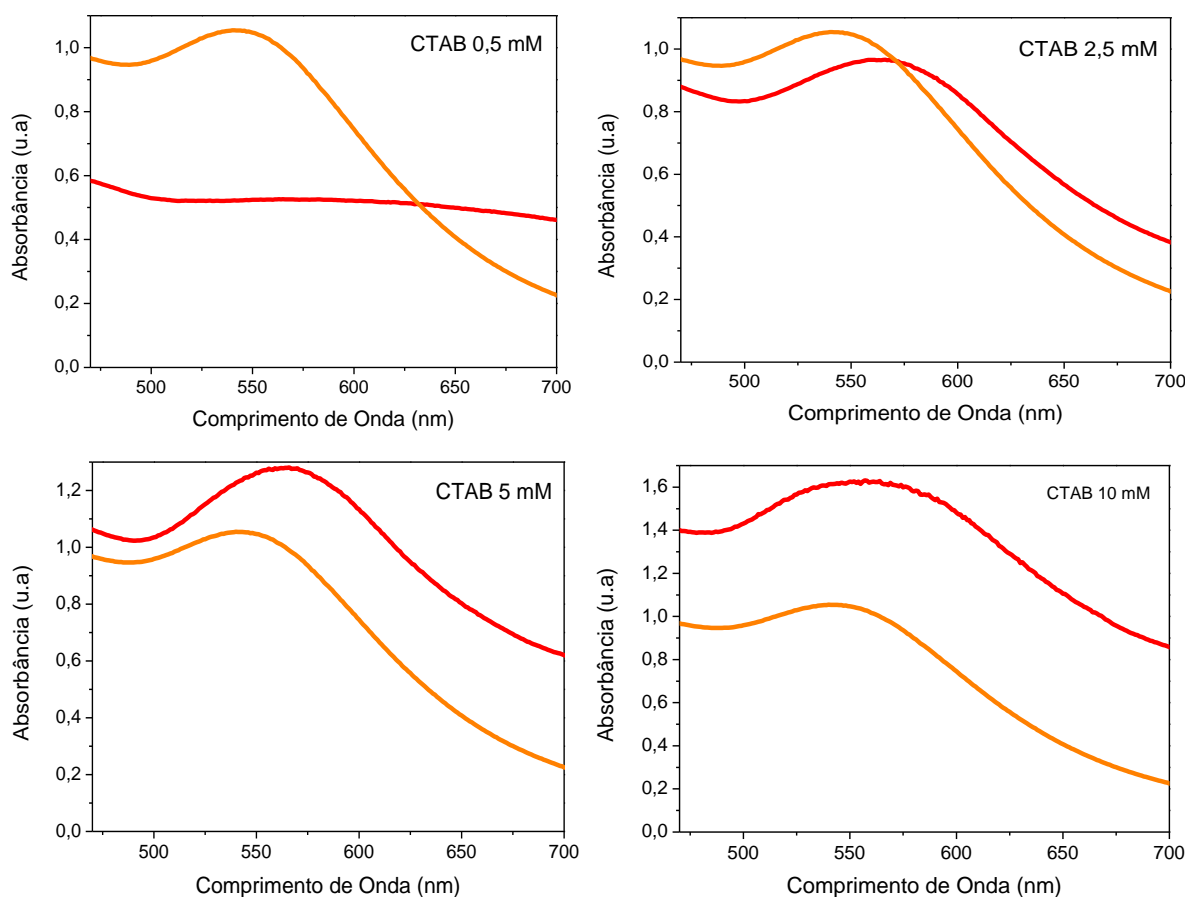 CTAB 0,5 mM
Absorbância (u.a)
1,0
0,8
0,6
0,4
0,2
0,0
500 550 600 650 700
Comprimento de Onda (nm)
CTAB 2,5 mM
Absorbância (u.a)
1,0
0,8
0,6
0,4
0,2
0,0
500 550 600 650 700
Comprimento de Onda (nm)
CTAB 5 mM
Absorbância (u.a)
1,2
1,0
0,8
0,6
0,4
0,2
0,0
500 550 600 650 700
Comprimento de Onda (nm)
CTAB 10 mM
Absorbância (u.a)
1,6
1,4
1,2
1,0
0,8
0,6
0,4
0,2
0,0
500 550 600 650 700
Comprimento de Onda (nm)